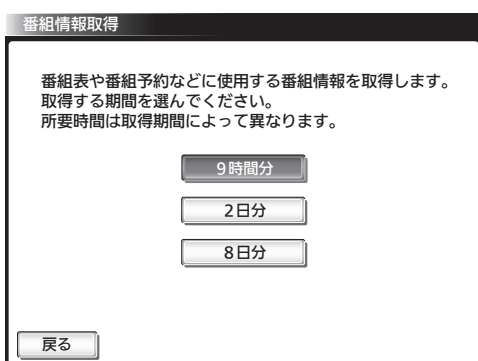 番組情報取得
番組表や番組予約などに使用する番組情報を取得します。
取得する期間を選んでください。
所要時間は取得期間によって異なります。
9時間分
2日分
8日分
戻る